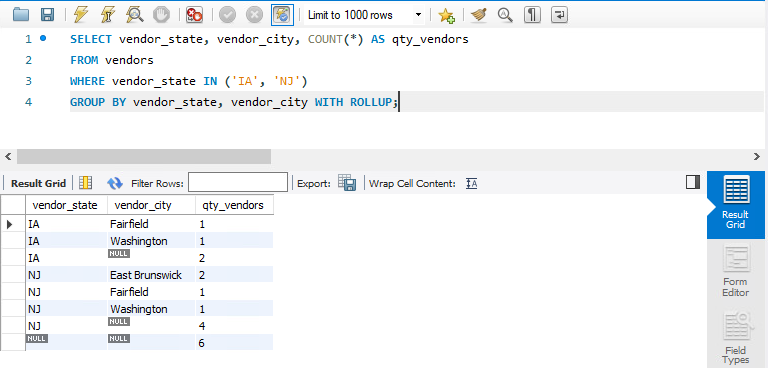 Limit to 1000 rows
1 SELECT vendor_state, vendor_city, COUNT(*) AS qty_vendors
2 FROM vendors
3 WHERE vendor_state IN ('IA', 'NJ')
4 GROUP BY vendor_state, vendor_city WITH ROLLUP;
Result Grid Filter Rows: Export: Wrap Cell Content: IA
vendor_state vendor_city qty_vendors
IA Fairfield 1
IA Washington 1
IA NULL 2
NJ East Brunswick 2
NJ Fairfield 1
NJ Washington 1
NJ NULL 4
NULL NULL 6
Result
Grid
Form
Editor
Field
Types